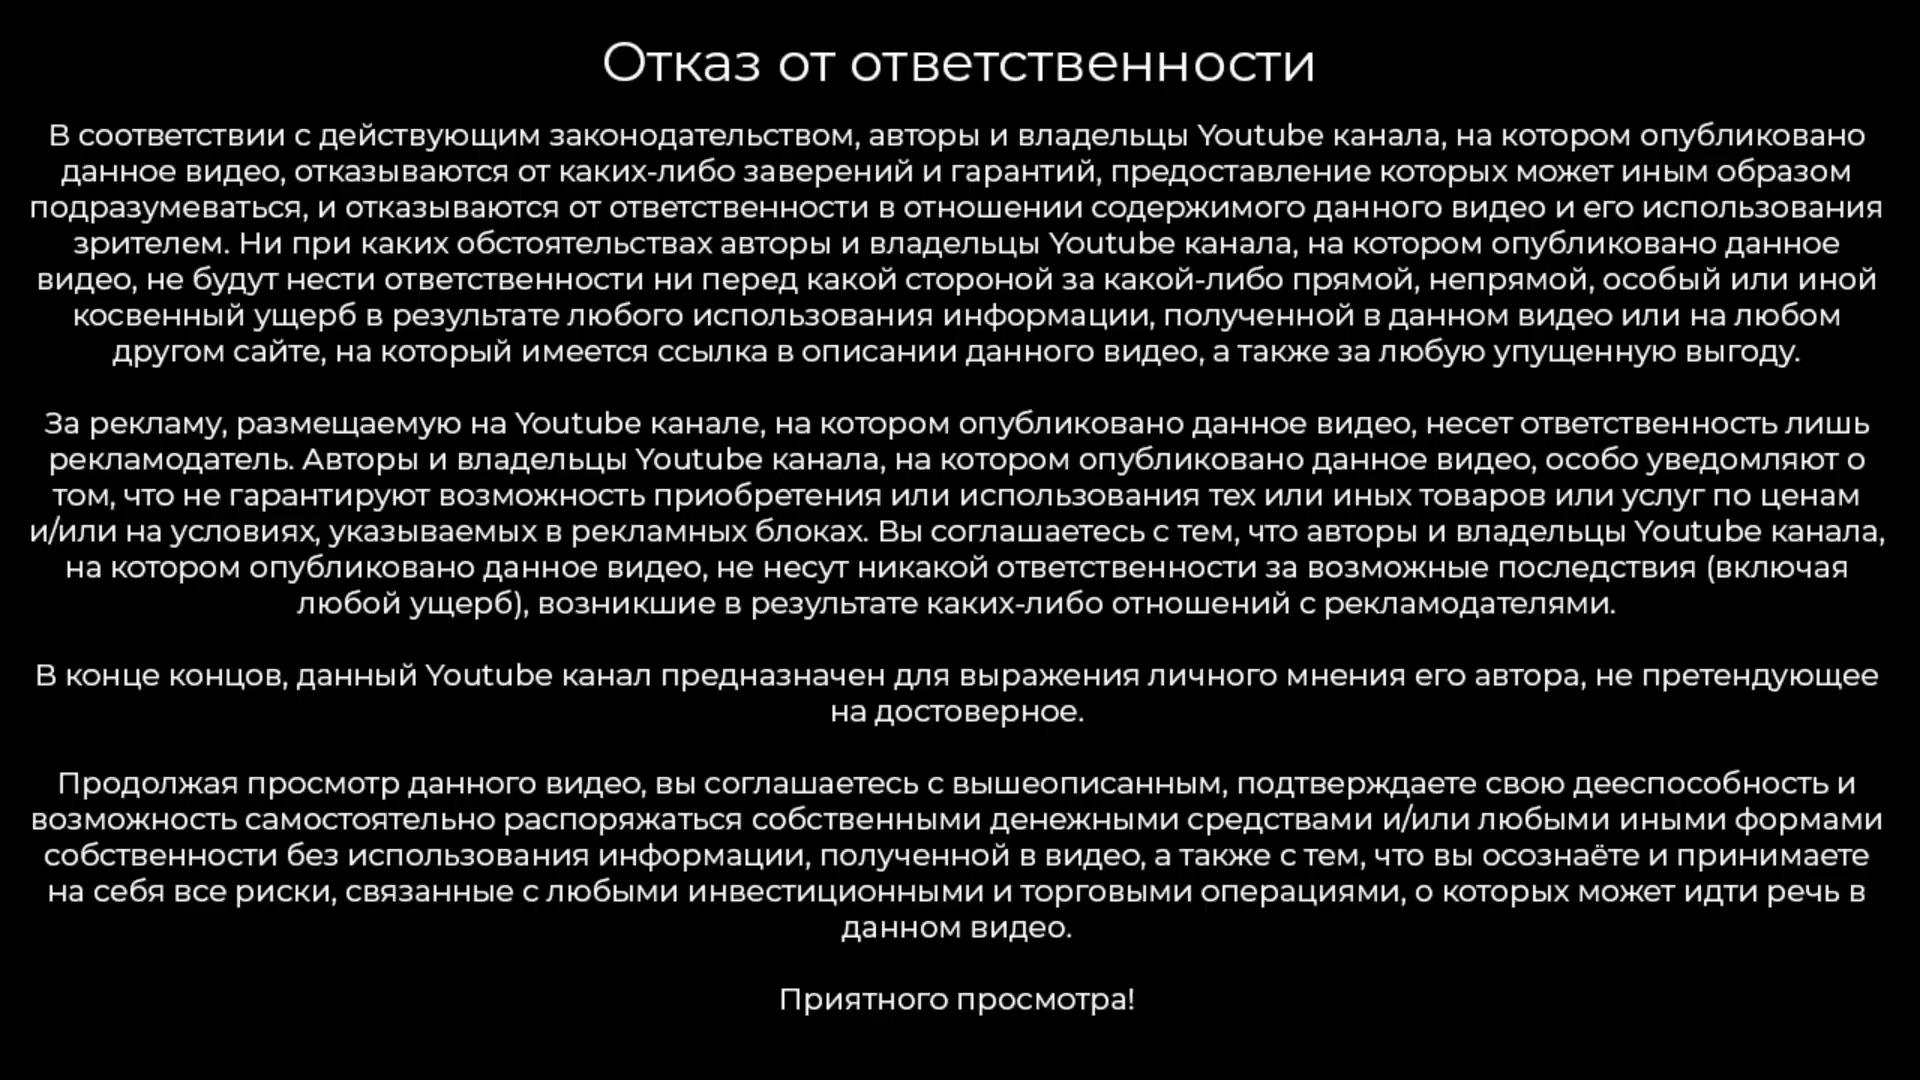 Отказ от ответственности
В соответствии с действующим законодательством, авторы и владельцы Youtube канала, на котором опубликовано
данное видео, отказываются от каких-либо заверений и гарантий, предоставление которых может иным образом
подразумеваться, и отказываются от ответственности в отношении содержимого данного видео и его использования
зрителем. Ни при каких обстоятельствах авторы и владельцы Youtube канала, на котором опубликовано данное
видео, не будут нести ответственности ни перед какой стороной за какой-либо прямой, непрямой, особый или иной
косвенный ущерб в результате любого использования информации, полученной в данном видео или на любом
другом сайте, на который имеется ссылка в описании данного видео, а также за любую упущенную выгоду.
За рекламу, размещаемую на Youtube канале, на котором опубликовано данное видео, несет ответственность лишь
рекламодатель. Авторы и владельцы Youtube канала, на котором опубликовано данное видео, особо уведомляют о
том, что не гарантируют возможность приобретения или использования тех или иных товаров или услуг по ценам
и/или на условиях, указываемых в рекламных блоках. Вы соглашаетесь с тем, что авторы и владельцы Youtube канала,
на котором опубликовано данное видео, не несут никакой ответственности за возможные последствия (включая
любой ущерб), возникшие в результате каких-либо отношений с рекламодателями.
В конце концов, данный Youtube канал предназначен для выражения личного мнения его автора, не претендующее
на достоверное.
Продолжая просмотр данного видео, вы соглашаетесь с вышеописанным, подтверждаете свою дееспособность и
возможность самостоятельно распоряжаться собственными денежными средствами и/или любыми иными формами
собственности без использования информации, полученной в видео, а также с тем, что вы осознаёте и принимаете
на себя все риски, связанные с любыми инвестиционными и торговыми операциями, о которых может идти речь в
данном видео.
Приятного просмотра!